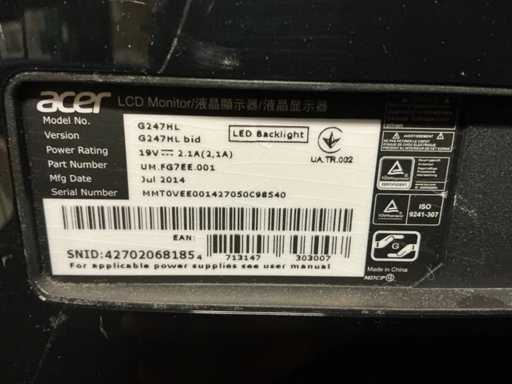 acer LCD Monitor/液晶顯示器/液晶显示器
Model No. G247HL
Version G247HL bid
LED Backlight
Power Rating 19V⎓ 2.1A(2,1A)
UA.TR.002
Part Number UM.FG7EE.001
Mfg Date Jul 2014
MMT0VEE001427050C98540
EAN:
SNID:42702068185 4 713147 303007
For applicable power supplies see user manual
ISO
9241-307
G
Made in China